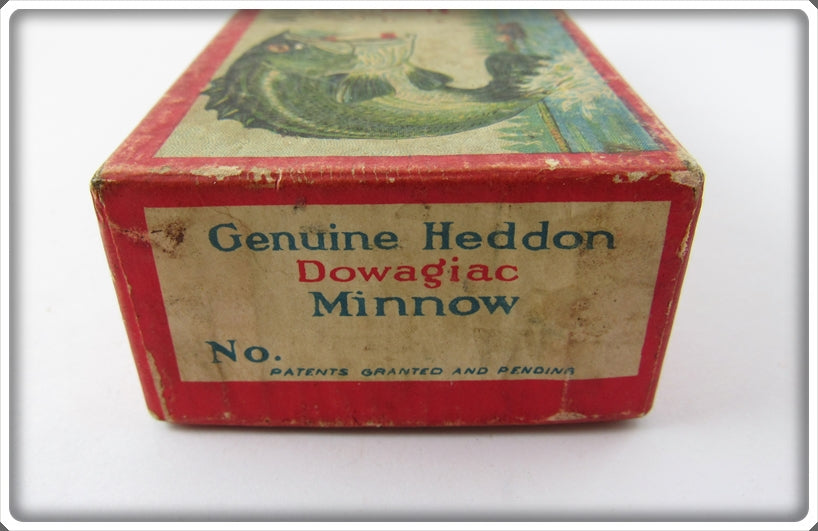 Genuine Heddon
Dowagiac
Minnow
No.
PATENTS GRANTED AND PENDING